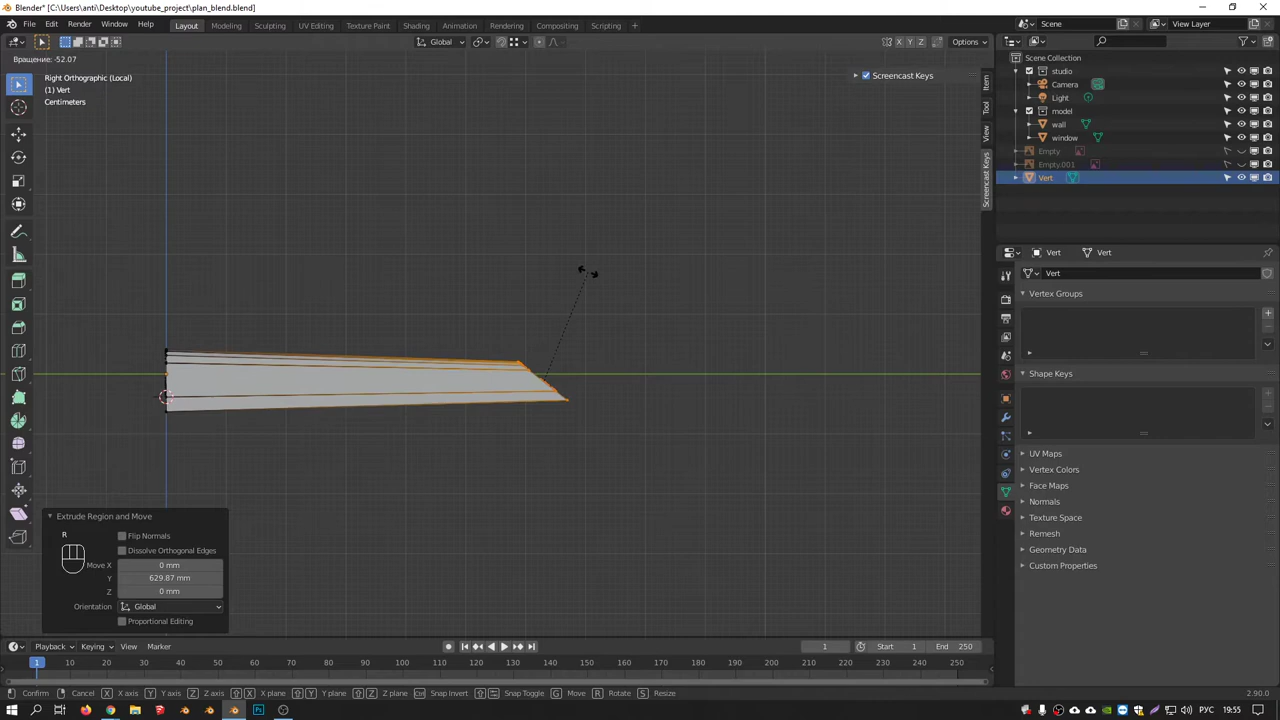 Blender* [C:\Users\anti\Desktop\youtube_project\plan_blend.blend]
File Edit Render Window Help
Layout Modeling Sculpting UV Editing Texture Paint Shading Animation Rendering Compositing Scripting +
Scene
View Layer
Global
X Y Z
Options
Вращение: -52.07
Right Orthographic (Local)
(1) Vert
Centimeters
Screencast Keys
Item
Tool
View
Screencast Keys
Scene Collection
studio
Camera
Light
model
wall
window
Empty
Empty.001
Vert
Vert
Vert
Vert
Vertex Groups
Shape Keys
UV Maps
Vertex Colors
Face Maps
Normals
Texture Space
Remesh
Geometry Data
Custom Properties
Extrude Region and Move
R
Flip Normals
Dissolve Orthogonal Edges
Move X 0 mm
Y 629.87 mm
Z 0 mm
Orientation Global
Proportional Editing
Playback Keying View Marker
1
Start 1
End 250
1 10 20 30 40 50 60 70 80 90 100 110 120 130 140 150 160 170 180 190 200 210 220 230 240 250
Confirm Cancel X X axis Y Y axis Z Z axis X X plane Y Y plane Z Z plane Ctrl Snap Invert Snap Toggle G Move R Rotate S Resize
2.90.0
РУС 19:55